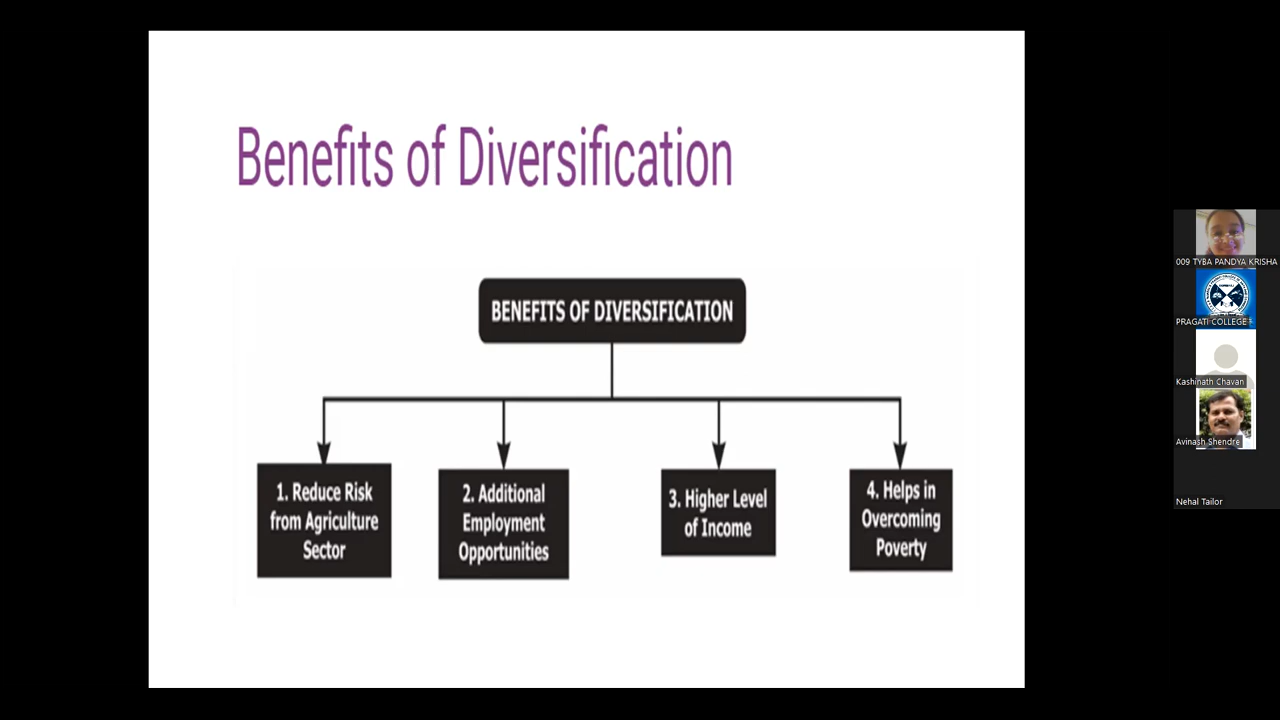 Benefits of Diversification
BENEFITS OF DIVERSIFICATION
1. Reduce Risk
from Agriculture
Sector
2. Additional
Employment
Opportunities
3. Higher Level
of Income
4. Helps in
Overcoming
Poverty
009 TYBA PANDYA KRISHA
PRAGATI COLLEGE
Kashinath Chavan
Avinash Shendre
Nehal Tailor